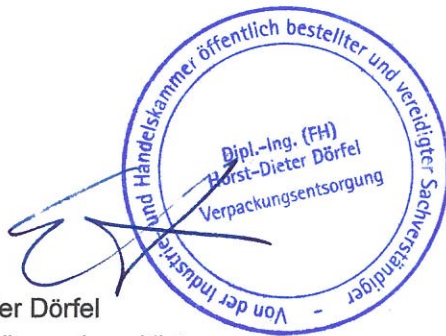 Von der Industrie- und Handelskammer öffentlich bestellter und vereidigter Sachverständiger -
Dipl.-Ing. (FH)
Horst-Dieter Dörfel
Verpackungsentsorgung
er Dörfel